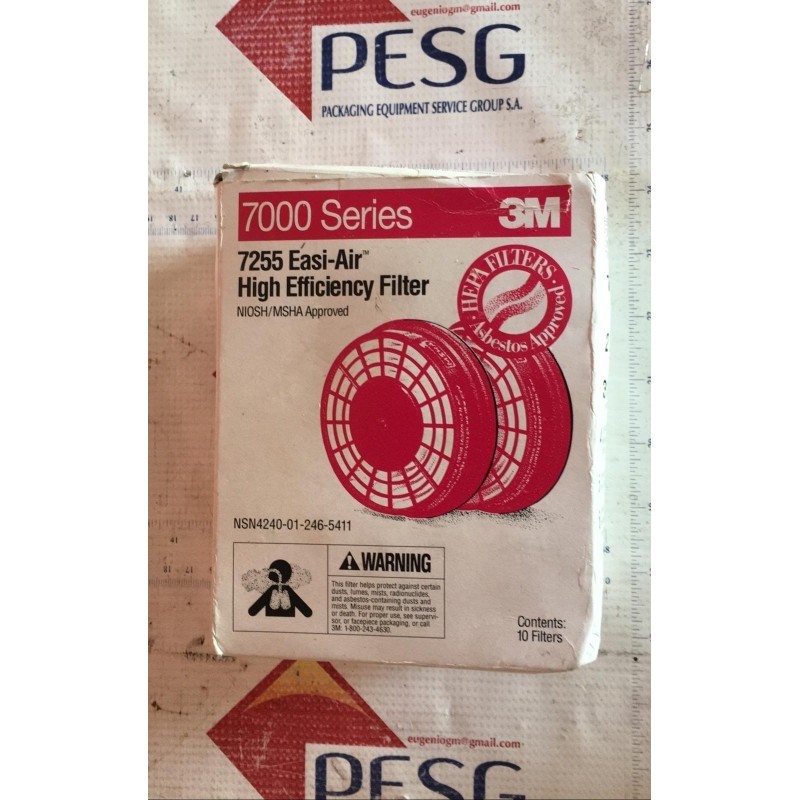 eugeniogm@gmail.com
PESG
PACKAGING EQUIPMENT SERVICE GROUP S.A.
7000 Series
3M
7255 Easi-Air™
High Efficiency Filter
NIOSH/MSHA Approved
HEPA FILTERS
Asbestos Approved
NSN4240-01-246-5411
WARNING
This filter helps protect against certain
dusts, fumes, mists, radionuclides,
and asbestos-containing dusts and
mists. Misuse may result in sickness
or death. For proper use, see supervi-
sor, or facepiece packaging, or call
3M: 1-800-243-4630.
Contents:
10 Filters
eugeniogm@gmail.com
PESG